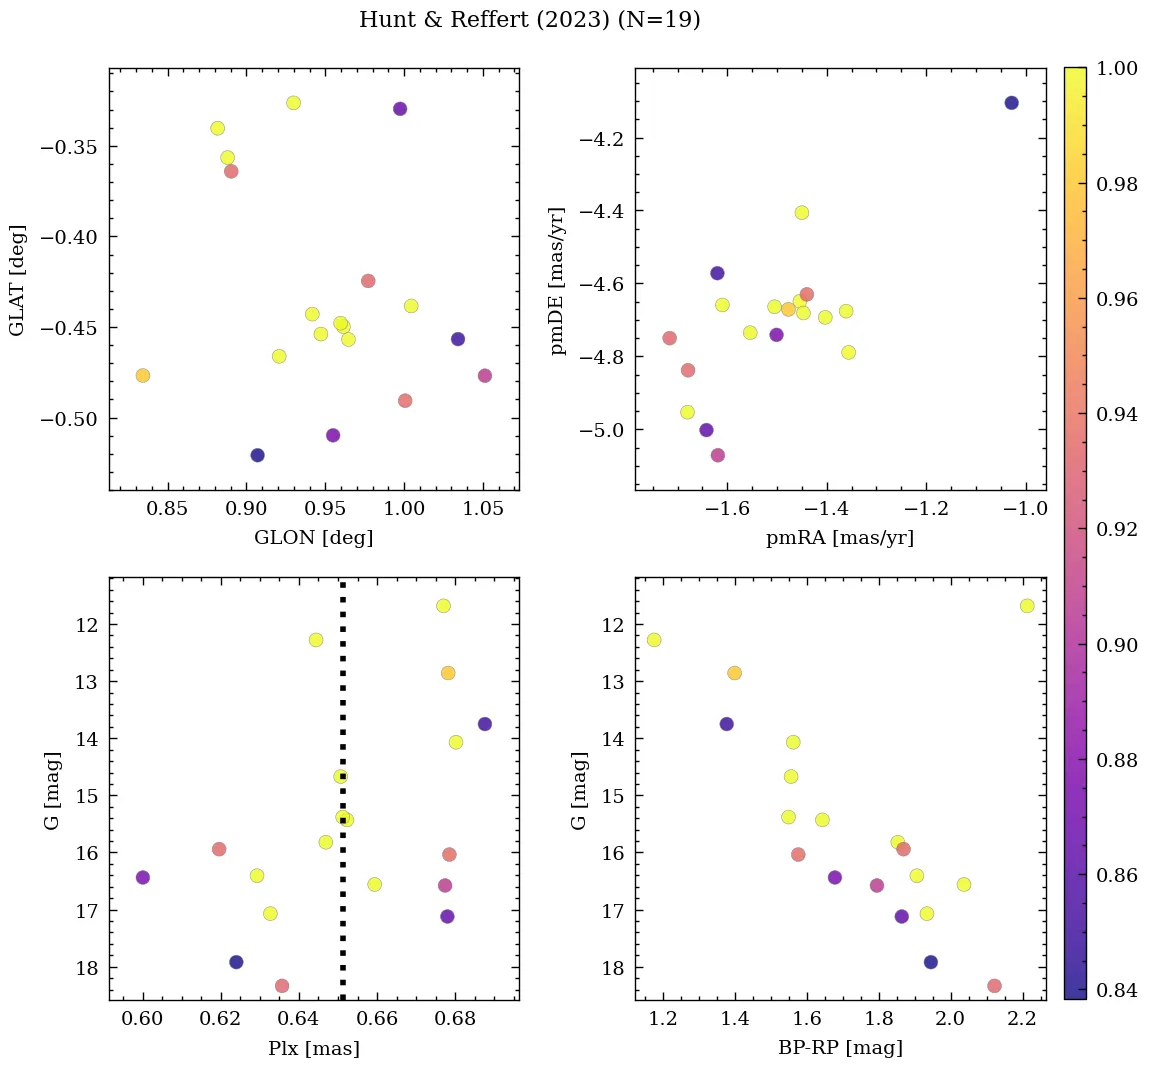 Hunt & Reffert (2023) (N=19)
−0.35
−0.40
−0.45
−0.50
GLAT [deg]
0.85 0.90 0.95 1.00 1.05
GLON [deg]
−4.2
−4.4
−4.6
−4.8
−5.0
pmDE [mas/yr]
−1.6 −1.4 −1.2 −1.0
pmRA [mas/yr]
12
13
14
15
16
17
18
G [mag]
0.60 0.62 0.64 0.66 0.68
Plx [mas]
12
13
14
15
16
17
18
G [mag]
1.2 1.4 1.6 1.8 2.0 2.2
BP-RP [mag]
1.00
0.98
0.96
0.94
0.92
0.90
0.88
0.86
0.84